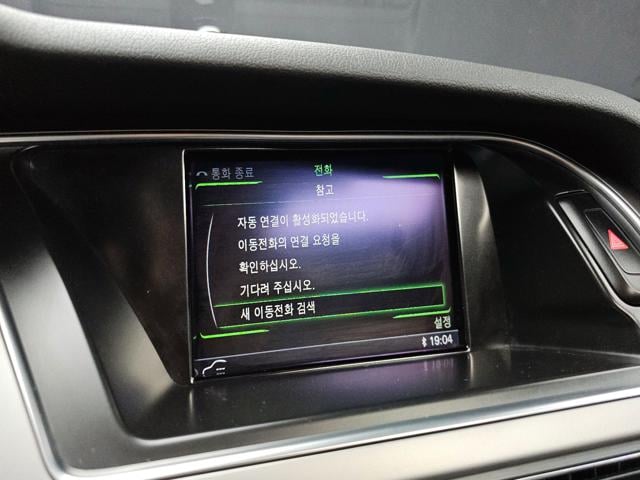 통화 종료
전화
참고
자동 연결이 활성화되었습니다.
이동전화의 연결 요청을
확인하십시오.
기다려 주십시오.
새 이동전화 검색
설정
19:04